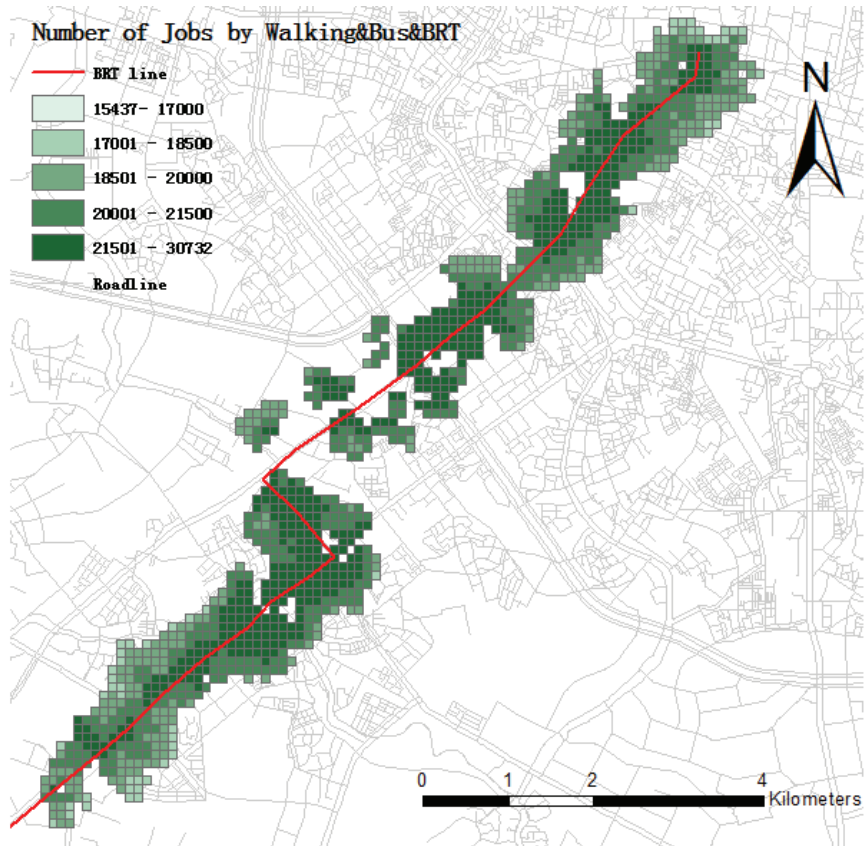 Number of Jobs by Walking&Bus&BRT
BRT line
15437- 17000
17001 - 18500
18501 - 20000
20001 - 21500
21501 - 30732
Roadline
N
0 1 2 4
Kilometers